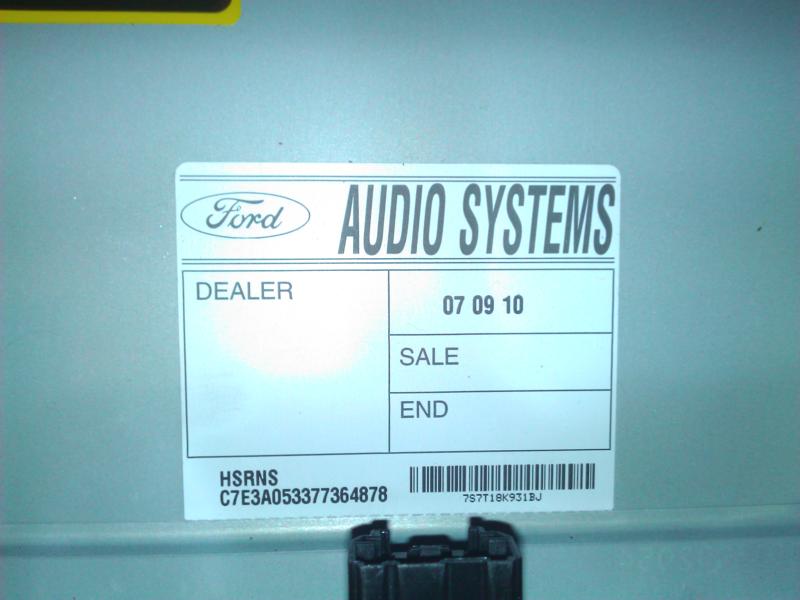 Ford AUDIO SYSTEMS
DEALER
07 09 10
SALE
END
HSRNS
C7E3A053377364878
7S7T18K931BJ